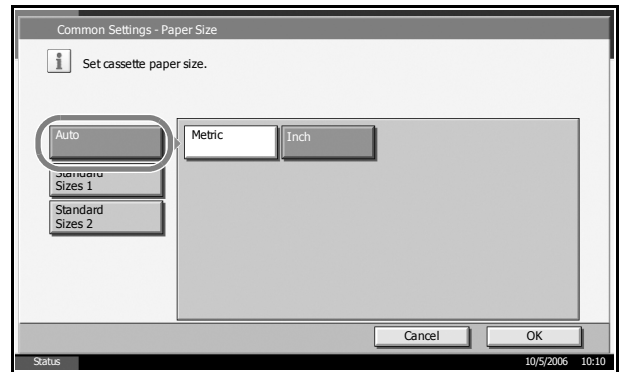 Common Settings - Paper Size
i Set cassette paper size.
Auto
Metric
Inch
Standard
Sizes 1
Standard
Sizes 2
Cancel
OK
Status
10/5/2006 10:10